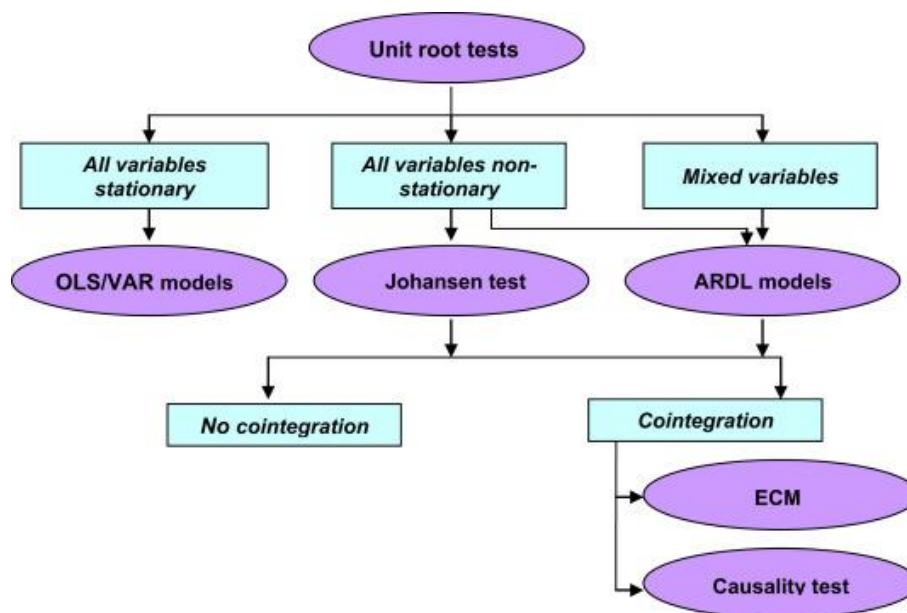 Unit root tests
All variables
stationary
All variables non-
stationary
Mixed variables
OLS/VAR models
Johansen test
ARDL models
No cointegration
Cointegration
ECM
Causality test